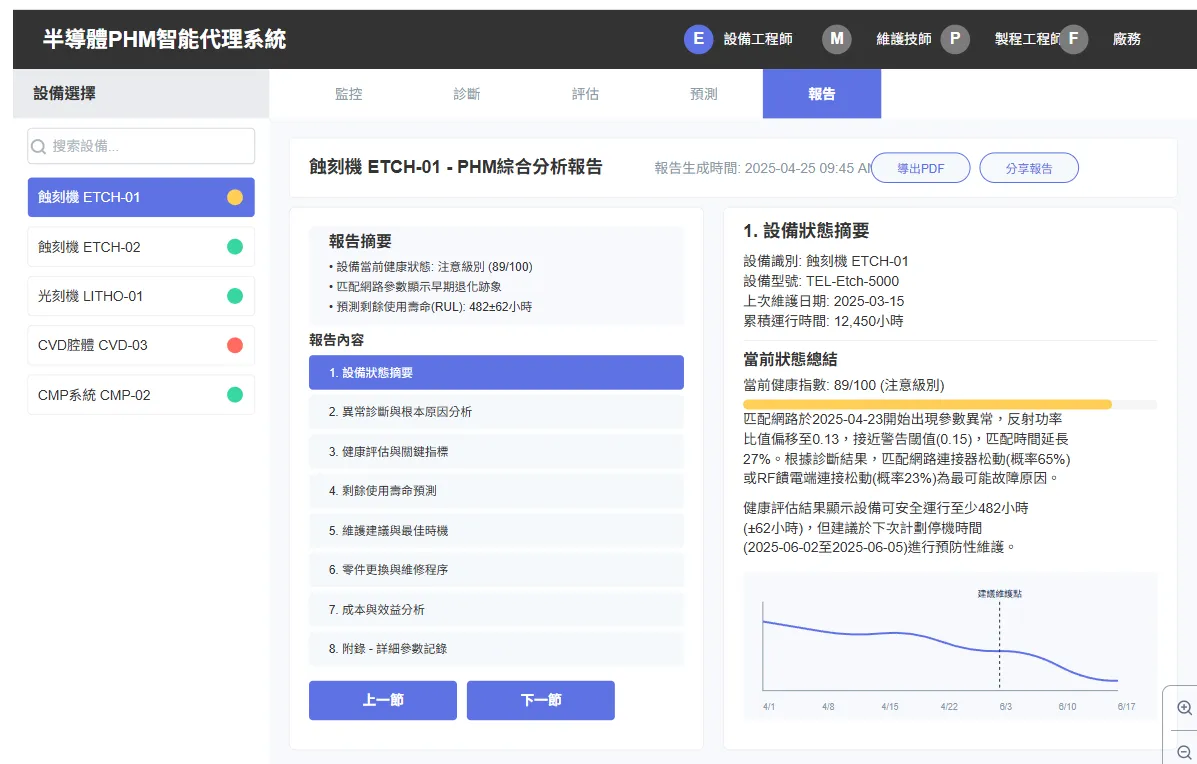 半導體PHM智能代理系統
E 設備工程師
M 維護技師
P 製程工程師
F 廠務
設備選擇
監控 診斷 評估 預測 報告
搜索設備...
蝕刻機 ETCH-01
蝕刻機 ETCH-02
光刻機 LITHO-01
CVD腔體 CVD-03
CMP系統 CMP-02
蝕刻機 ETCH-01 - PHM綜合分析報告
報告生成時間: 2025-04-25 09:45 AM
導出PDF
分享報告
報告摘要
• 設備當前健康狀態: 注意級別 (89/100)
• 匹配網路參數顯示早期退化跡象
• 預測剩餘使用壽命(RUL): 482±62小時
報告內容
1. 設備狀態摘要
2. 異常診斷與根本原因分析
3. 健康評估與關鍵指標
4. 剩餘使用壽命預測
5. 維護建議與最佳時機
6. 零件更換與維修程序
7. 成本與效益分析
8. 附錄 - 詳細參數記錄
上一節
下一節
1. 設備狀態摘要
設備識別: 蝕刻機 ETCH-01
設備型號: TEL-Etch-5000
上次維護日期: 2025-03-15
累積運行時間: 12,450小時
當前狀態總結
當前健康指數: 89/100 (注意級別)
匹配網路於2025-04-23開始出現參數異常，反射功率
比值偏移至0.13，接近警告閾值(0.15)，匹配時間延長
27%。根據診斷結果，匹配網路連接器松動(概率65%)
或RF饋電端連接松動(概率23%)為最可能故障原因。
健康評估結果顯示設備可安全運行至少482小時
(±62小時)，但建議於下次計劃停機時間
(2025-06-02至2025-06-05)進行預防性維護。
建議維護點
4/1 4/8 4/15 4/22 6/3 6/10 6/17